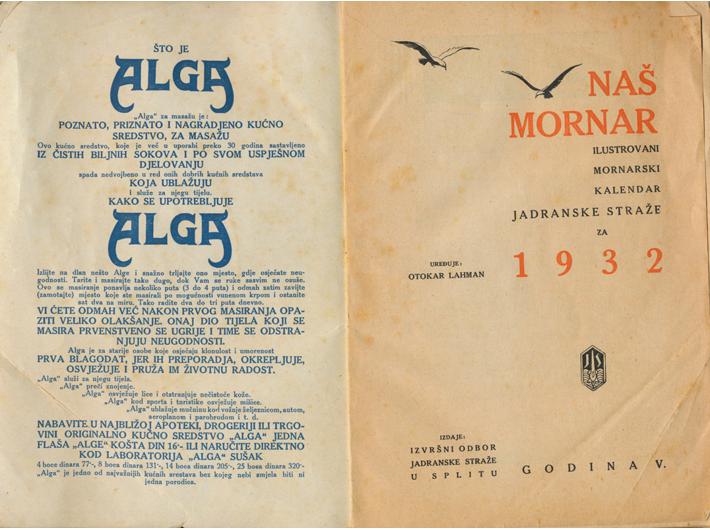 ŠTO JE
ALGA
„Alga“ za masažu je:
POZNATO, PRIZNATO I NAGRADJENO KUĆNO
SREDSTVO, ZA MASAŽU
Ovo kućno sredstvo, koje je već u uporabi preko 30 godina sastavljeno
IZ ČISTIH BILJNIH SOKOVA I PO SVOM USPJEŠNOM
DJELOVANJU
spada nedvojbeno u red onih dobrih kućnih sredstava
KOJA UBLAŽUJU
i služe za njegu tijela.
KAKO SE UPOTREBLJUJE
ALGA
Izlijte na dlan nešto Alge i snažno trljajte ono mjesto, gdje osjećate neu-
godnosti. Tarite i masirajte tako dugo, dok Vam se ruke sasvim ne osuše.
Ovo se masiranje ponavlja nekoliko puta (3 do 4 puta) i odmah zatim zavijte
(zamotajte) mjesto koje ste masirali po mogućnosti vunenom krpom i ostanite
sat dva na miru. Tako radite dva do tri puta dnevno.
VI ĆETE ODMAH VEĆ NAKON PRVOG MASIRANJA OPA-
ZITI VELIKO OLAKŠANJE. ONAJ DIO TIJELA KOJI SE
MASIRA PRVENSTVENO SE UGRIJE I TIME SE ODSTRA-
NJUJU NEUGODNOSTI.
Alga je za starije osobe koje osjećaju klonulost i umorenost
PRVA BLAGODAT, JER IH PREPORADJA, OKREPLJUJE,
OSVJEŽUJE I PRUŽA IM ŽIVOTNU RADOST.
„Alga“ služi za njegu tijela.
„Alga“ preči znojenje.
„Alga“ osvježuje lice i otstranjuje nečistoće kože.
„Alga“ kod sporta i turistike osvježuje mišice.
„Alga“ ublažuje mučninu kod vožnje željeznicom, autom,
aeroplanom i parobrodom i t. d.
NABAVITE U NAJBLIŽOJ APOTEKI, DROGERIJI ILI TRGO-
VINI ORIGINALNO KUČNO SREDSTVO „ALGA“ JEDNA
FLAŠA „ALGE“ KOŠTA DIN 16·- ILI NARUČITE DIREKTNO
KOD LABORATORIJA „ALGA“ SUŠAK
4 boce dinara 77·-, 8 boca dinara 131·-, 14 boca dinara 205·-, 25 bosa dinara 320·-
„Alga“ je jedno od najvažnijih kućnih srestava bez kojeg nebi smjela biti ni
jedna porodica.
NAŠ
MORNAR
ILUSTROVANI
MORNARSKI
KALENDAR
JADRANSKE STRAŽE
ZA
1932
UREĐUJE:
OTOKAR LAHMAN
JS
IZDAJE:
IZVRŠNI ODBOR
JADRANSKE STRAŽE
U SPLITU
GODINA V.